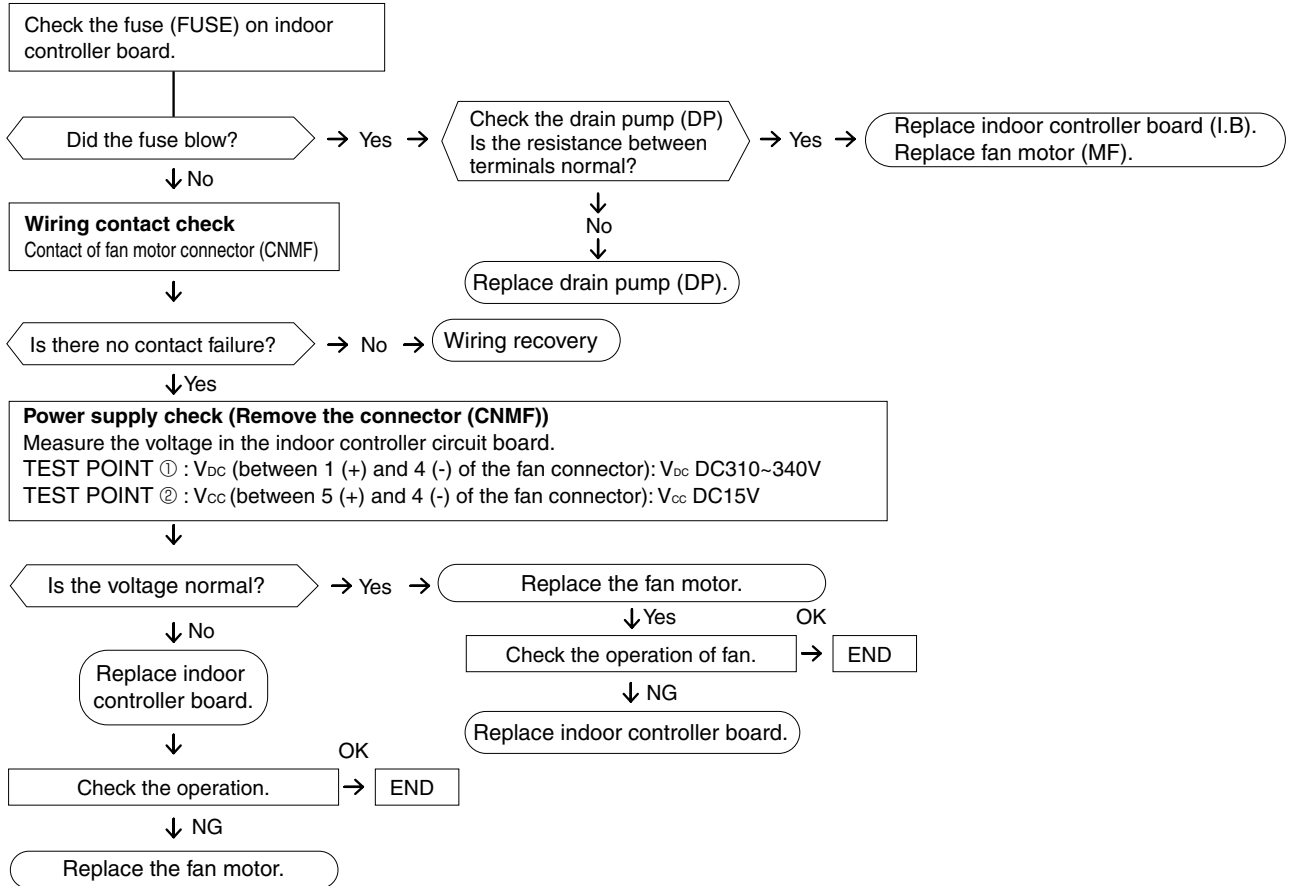 Check the fuse (FUSE) on indoor
controller board.
Did the fuse blow?
Yes
Check the drain pump (DP)
Is the resistance between
terminals normal?
Yes
Replace indoor controller board (I.B).
Replace fan motor (MF).
No
No
Replace drain pump (DP).
Wiring contact check
Contact of fan motor connector (CNMF)
Is there no contact failure?
No
Wiring recovery
Yes
Power supply check (Remove the connector (CNMF))
Measure the voltage in the indoor controller circuit board.
TEST POINT ① : VDC (between 1 (+) and 4 (-) of the fan connector): VDC DC310~340V
TEST POINT ② : VCC (between 5 (+) and 4 (-) of the fan connector): VCC DC15V
Is the voltage normal?
Yes
Replace the fan motor.
Yes
OK
Check the operation of fan.
END
NG
Replace indoor controller board.
No
Replace indoor
controller board.
OK
Check the operation.
END
NG
Replace the fan motor.